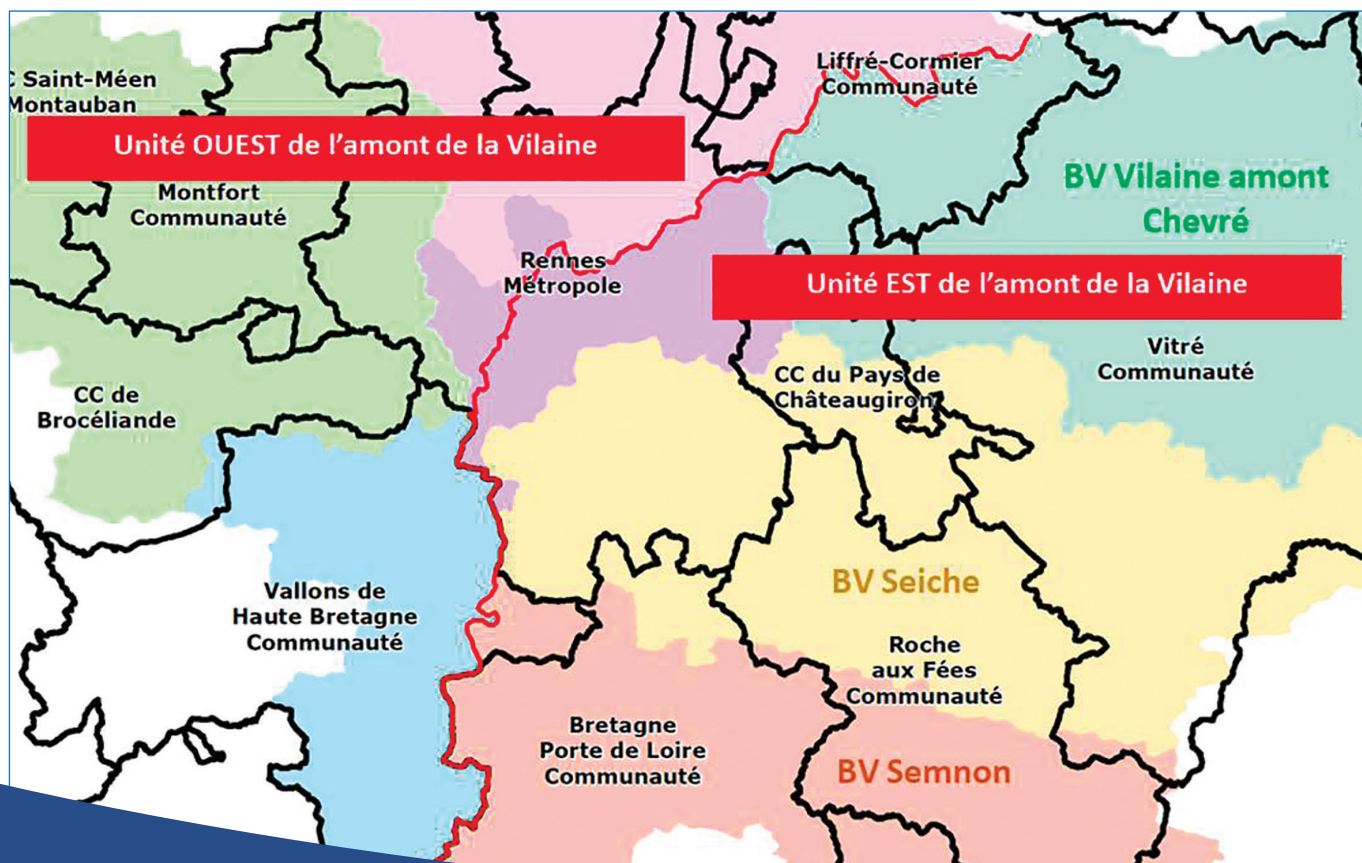 C Saint-Méen
Montauban
Liffré-Cormier
Communauté
Unité OUEST de l'amont de la Vilaine
Montfort
Communauté
BV Vilaine amont
Chevré
Rennes
Métropole
Unité EST de l'amont de la Vilaine
Vitré
Communauté
CC du Pays de
Châteaugiron
CC de
Brocéliande
BV Seiche
Vallons de
Haute Bretagne
Communauté
Roche
aux Fées
Communauté
Bretagne
Porte de Loire
Communauté
BV Semnon